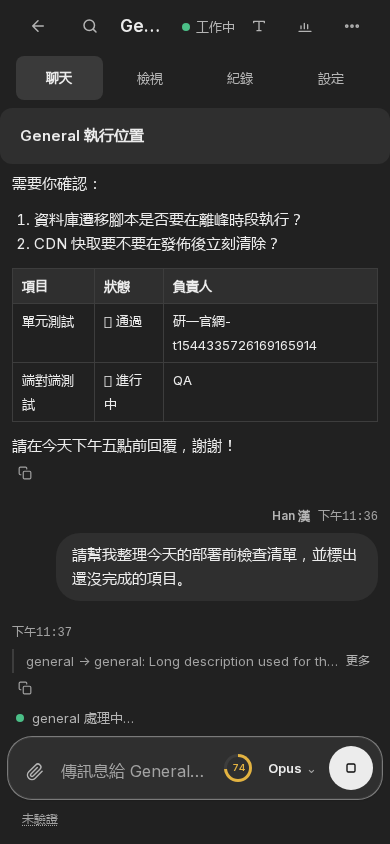 Ge...
工作中
聊天
檢視
紀錄
設定
General 執行位置
需要你確認：
1. 資料庫遷移腳本是否要在離峰時段執行？
2. CDN 快取要不要在發佈後立刻清除？
項目 狀態 負責人
單元測試 通過 研一官網-
t1544335726169165914
端對端測 進行 QA
試 中
請在今天下午五點前回覆，謝謝！
Han 漢 下午11:36
請幫我整理今天的部署前檢查清單，並標出
還沒完成的項目。
下午11:37
general → general: Long description used for th... 更多
general 處理中...
傳訊息給 General...
74
Opus
未驗證